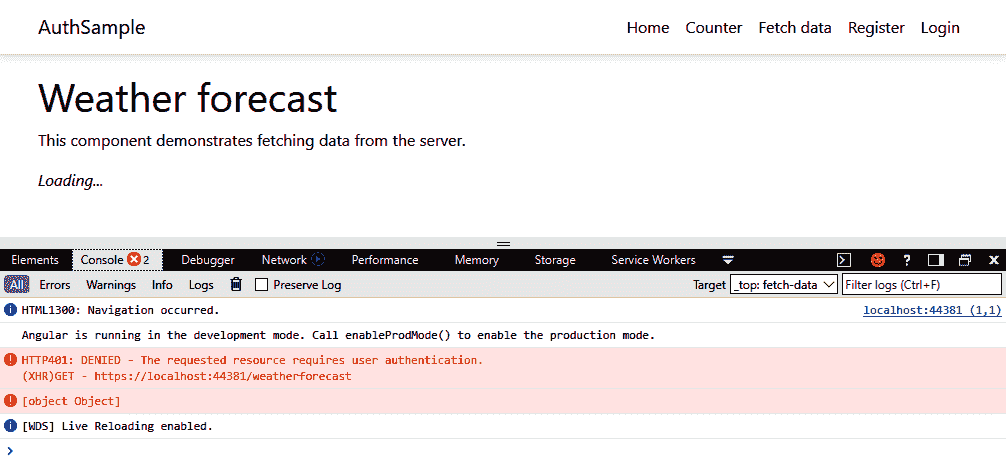 AuthSample Home Counter Fetch data Register Login
Weather forecast
This component demonstrates fetching data from the server.
Loading...
Elements Console 2 Debugger Network Performance Memory Storage Service Workers ?
All Errors Warnings Info Logs Preserve Log Target _top: fetch-data Filter logs (Ctrl+F)
HTML1300: Navigation occurred. localhost:44381 (1,1)
Angular is running in the development mode. Call enableProdMode() to enable the production mode.
HTTP401: DENIED - The requested resource requires user authentication.
(XHR)GET - https://localhost:44381/weatherforecast
[object Object]
[WDS] Live Reloading enabled.